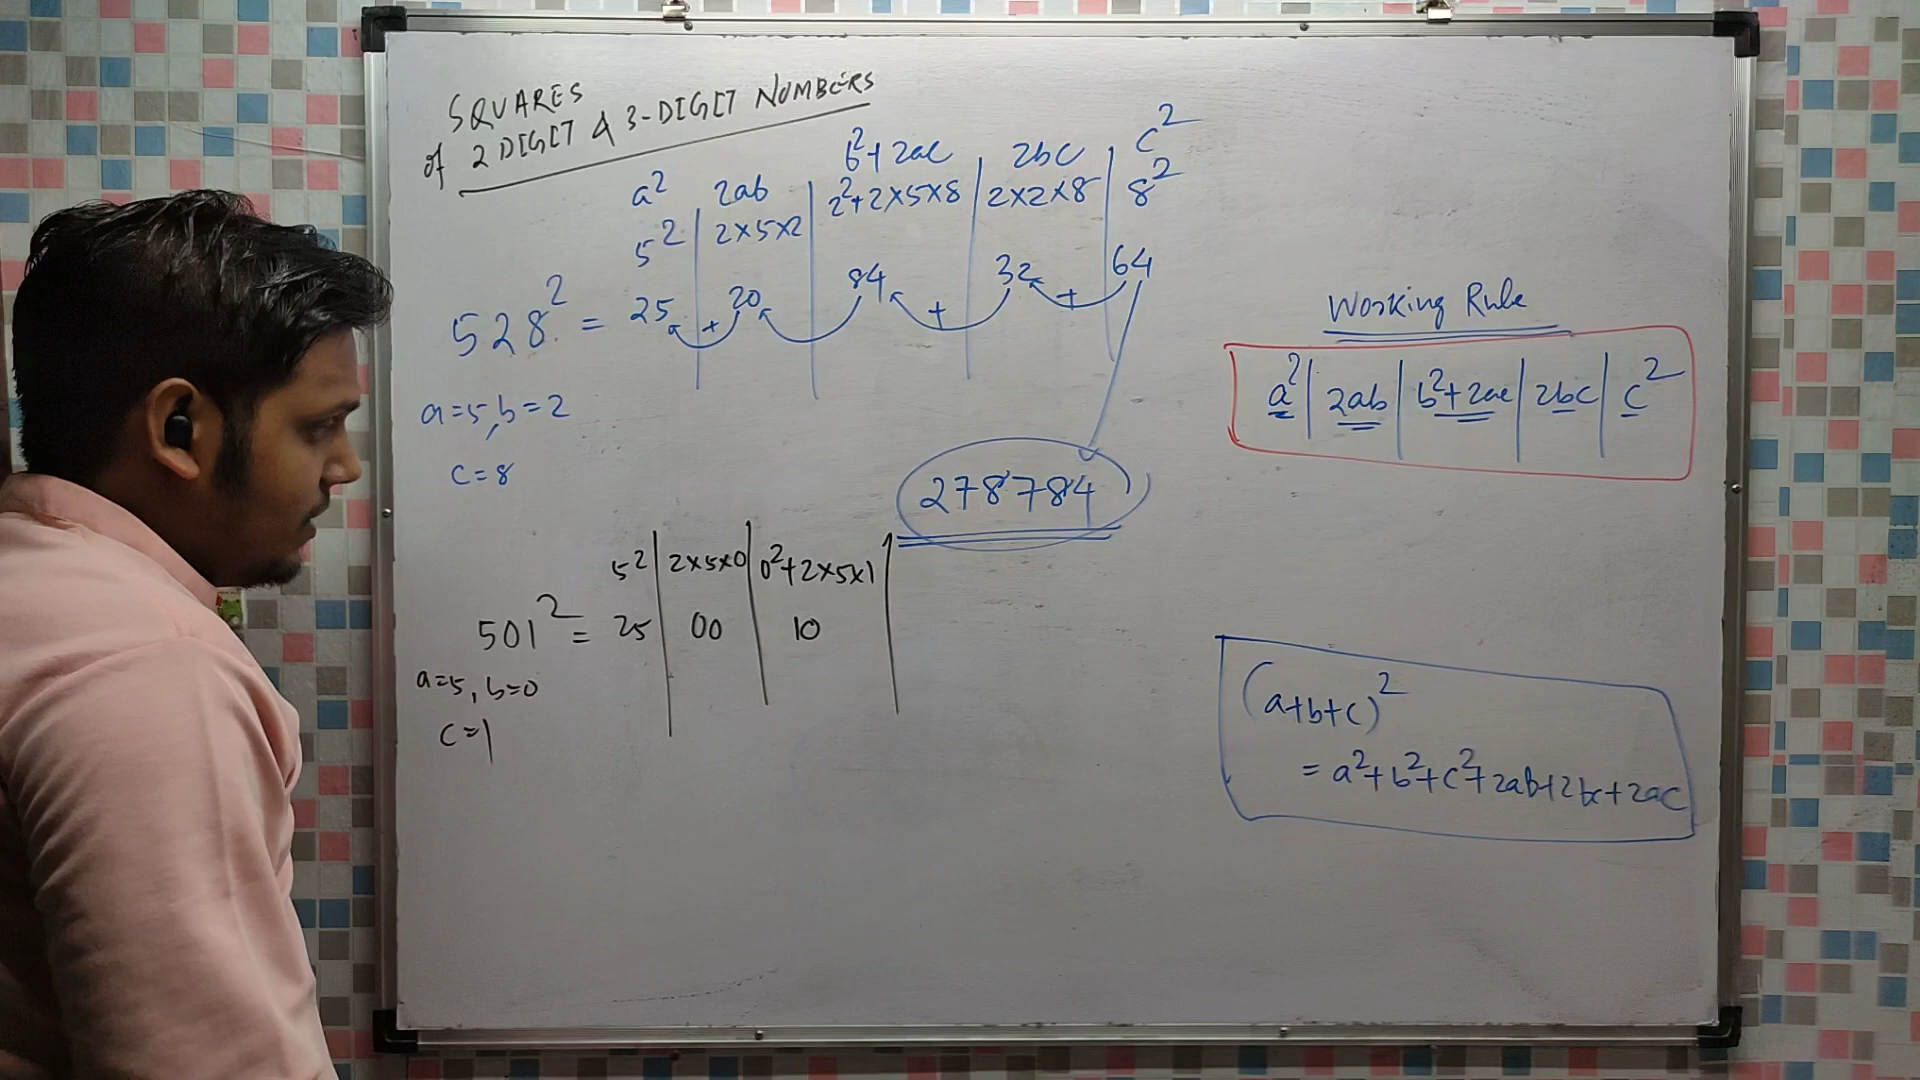 SQUARES
of 2 DIGIT & 3-DIGIT NUMBERS
a² 2ab | b²+2ac | 2bc | c²
5² | 2×5×2 | 2²+2×5×8 | 2×2×8 | 8²
528² = 25 + 20 84 + 32 + 64
a=5, b=2
c=8
278784
5² | 2×5×0 | 0²+2×5×1 |
501² = 25 | 00 | 10 |
a=5, b=0
c=1
Working Rule
a² | 2ab | b²+2ac | 2bc | c²
(a+b+c)²
= a²+b²+c²+2ab+2bc+2ac